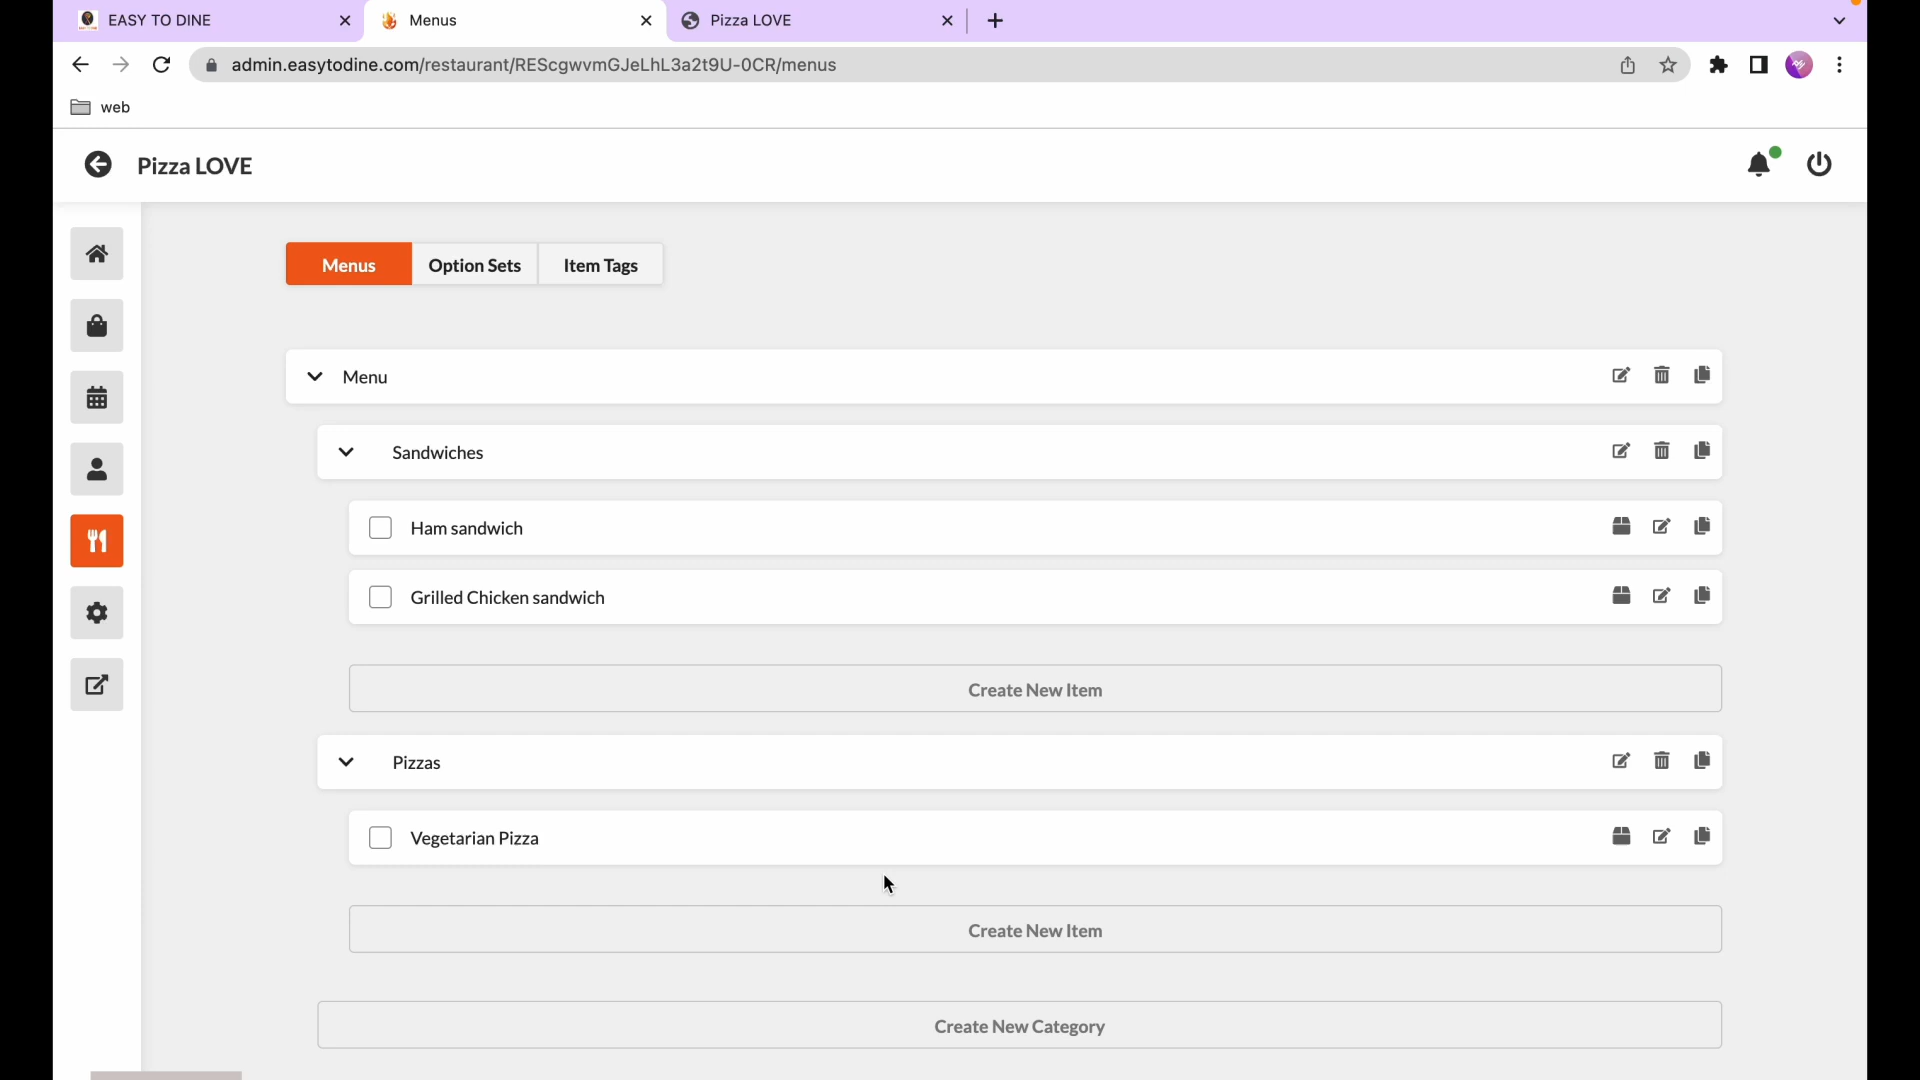 EASY TO DINE
Menus
Pizza LOVE
admin.easytodine.com/restaurant/REScgwvmGJeLhL3a2t9U-0CR/menus
web
Pizza LOVE
Menus
Option Sets
Item Tags
Menu
Sandwiches
Ham sandwich
Grilled Chicken sandwich
Create New Item
Pizzas
Vegetarian Pizza
Create New Item
Create New Category